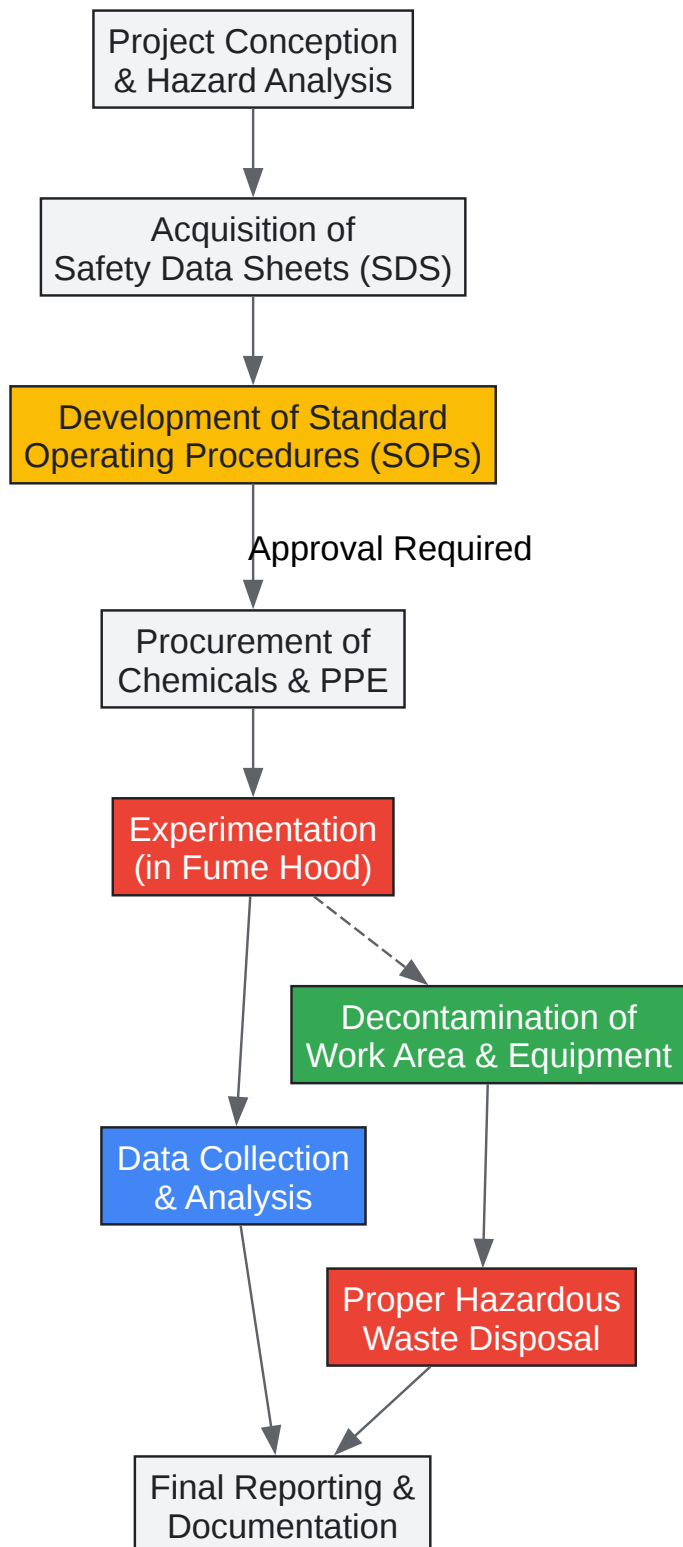 Project Conception
& Hazard Analysis
Acquisition of
Safety Data Sheets (SDS)
Development of Standard
Operating Procedures (SOPs)
Approval Required
Procurement of
Chemicals & PPE
Experimentation
(in Fume Hood)
Decontamination of
Work Area & Equipment
Data Collection
& Analysis
Proper Hazardous
Waste Disposal
Final Reporting &
Documentation